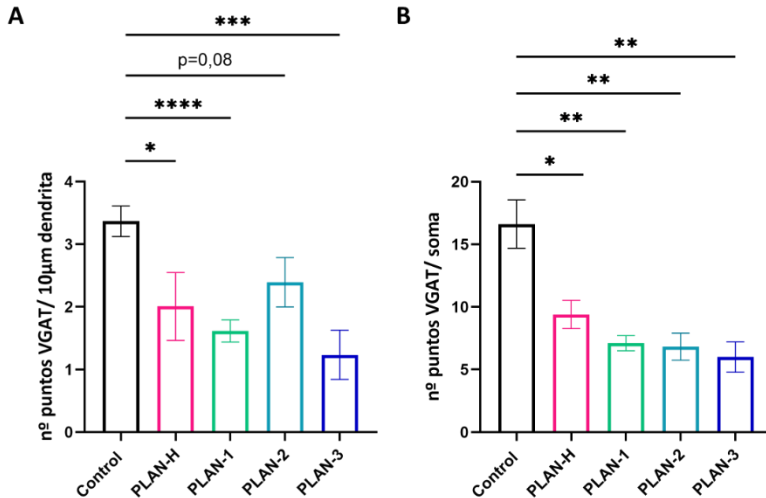 A
***
p=0,08
****
*
4
3
2
1
0
nº puntos VGAT/ 10µm dendrita
Control
PLAN-H
PLAN-1
PLAN-2
PLAN-3
B
**
**
**
*
20
15
10
5
0
nº puntos VGAT/ soma
Control
PLAN-H
PLAN-1
PLAN-2
PLAN-3